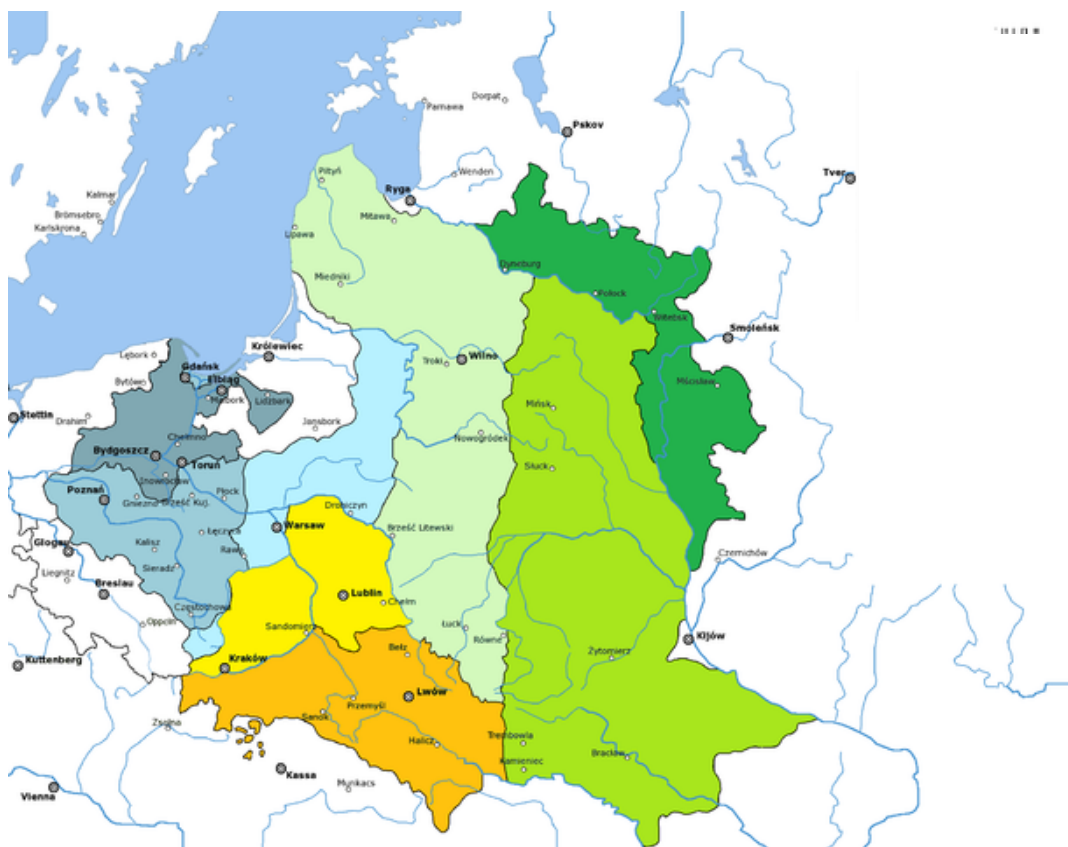 Parnawa
Dorpat
Pskov
Piltyń
Wenden
Tver
Kalmar
Ryga
Brömsebro
Mitawa
Karlskrona
Lipawa
Dyneburg
Miedniki
Połock
Witebsk
Smoleńsk
Królewiec
Lębork
Wilno
Troki
Gdańsk
Bytów
Elbląg
Mścisław
Malbork
Lidzbark
Mińsk
Stettin
Drahim
Jansbork
Chełmno
Nowogródek
Bydgoszcz
Toruń
Słuck
Inowrocław
Poznań
Płock
Gniezno
Brześć Kuj.
Drohiczyn
Warsaw
Brześć Litewski
Łęczyca
Glogau
Kalisz
Rawa
Czernichów
Sieradz
Liegnitz
Breslau
Lublin
Chełm
Częstochowa
Oppeln
Sandomierz
Łuck
Równe
Kijów
Bełz
Żytomierz
Kuttenberg
Kraków
Lwów
Przemyśl
Sanok
Zsolna
Halicz
Trembowla
Bracław
Kamieniec
Kassa
Munkacs
Vienna